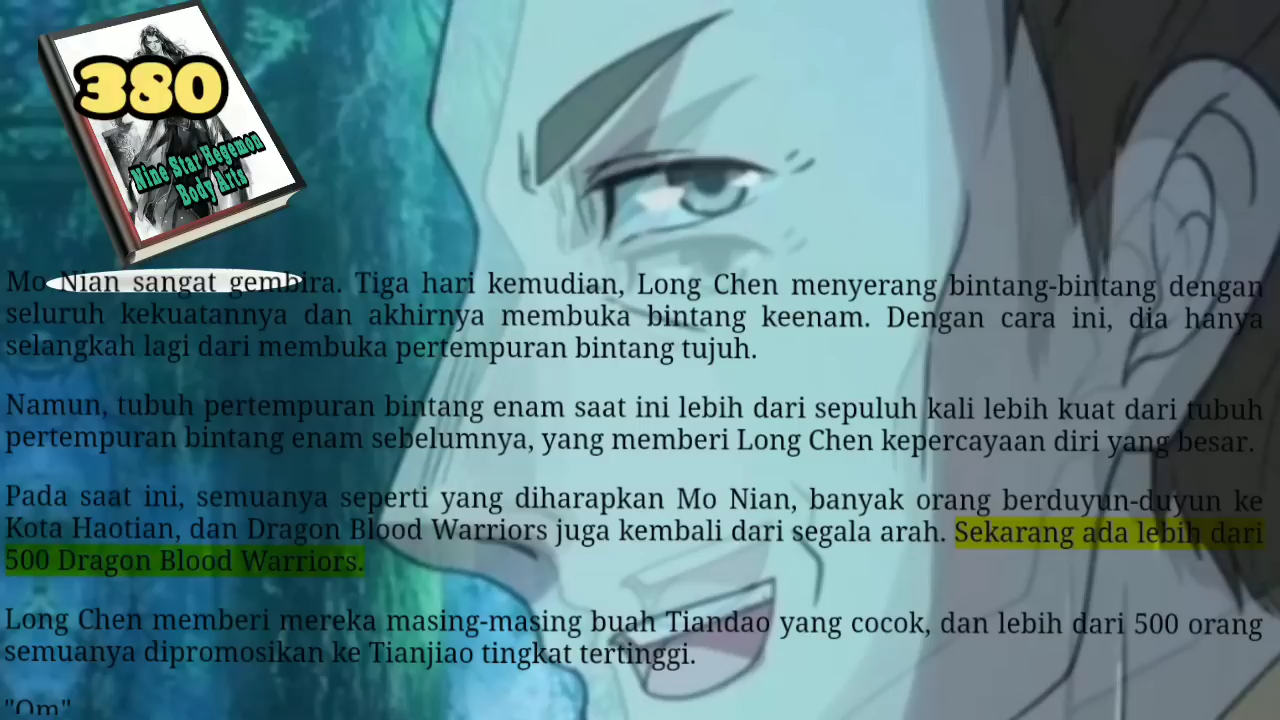 380
Nine Star Hegemon
Body Arts
Mo Nian sangat gembira. Tiga hari kemudian, Long Chen menyerang bintang-bintang dengan
seluruh kekuatannya dan akhirnya membuka bintang keenam. Dengan cara ini, dia hanya
selangkah lagi dari membuka pertempuran bintang tujuh.
Namun, tubuh pertempuran bintang enam saat ini lebih dari sepuluh kali lebih kuat dari tubuh
pertempuran bintang enam sebelumnya, yang memberi Long Chen kepercayaan diri yang besar.
Pada saat ini, semuanya seperti yang diharapkan Mo Nian, banyak orang berduyun-duyun ke
Kota Haotian, dan Dragon Blood Warriors juga kembali dari segala arah. Sekarang ada lebih dari
500 Dragon Blood Warriors.
Long Chen memberi mereka masing-masing buah Tiandao yang cocok, dan lebih dari 500 orang
semuanya dipromosikan ke Tianjiao tingkat tertinggi.
"Om"